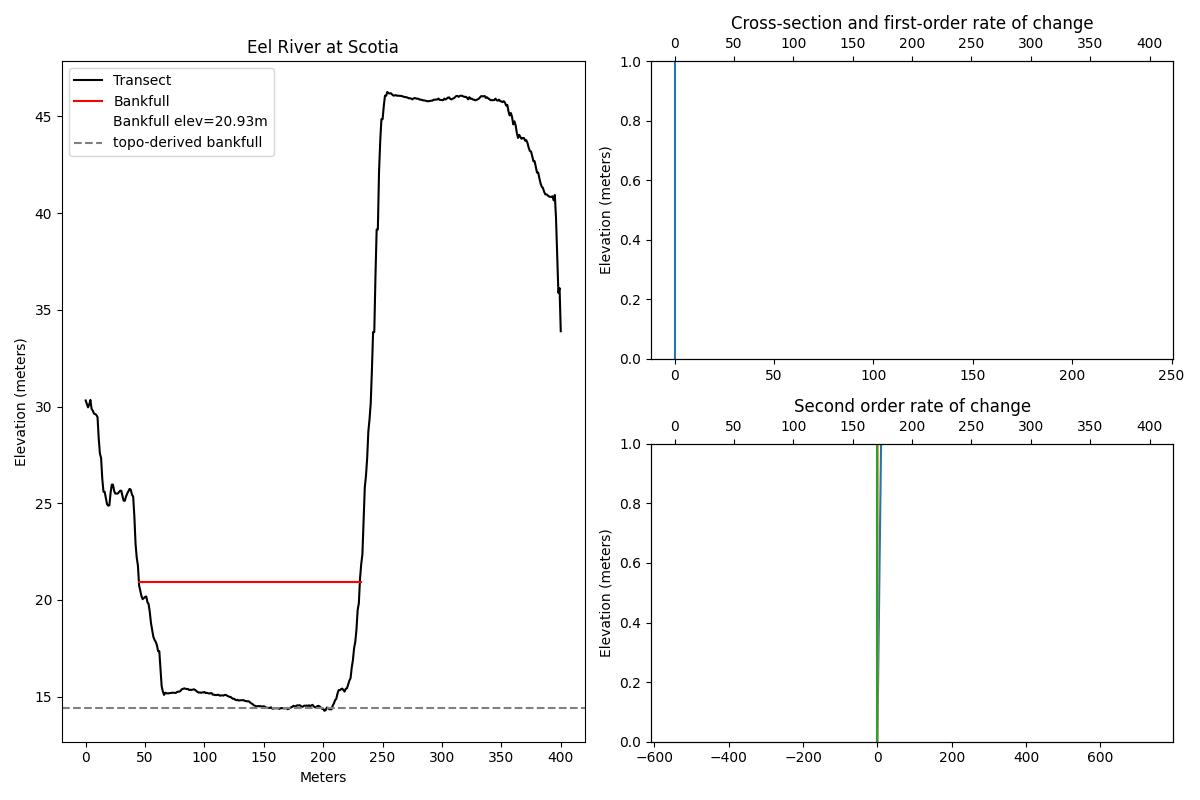 Eel River at Scotia
Transect
Bankfull
Bankfull elev=20.93m
topo-derived bankfull
45
40
35
30
25
20
15
Elevation (meters)
0 50 100 150 200 250 300 350 400
Meters
Cross-section and first-order rate of change
0 50 100 150 200 250 300 350 400
1.0
0.8
0.6
0.4
0.2
0.0
Elevation (meters)
0 50 100 150 200 250
Second order rate of change
0 50 100 150 200 250 300 350 400
1.0
0.8
0.6
0.4
0.2
0.0
Elevation (meters)
−600 −400 −200 0 200 400 600